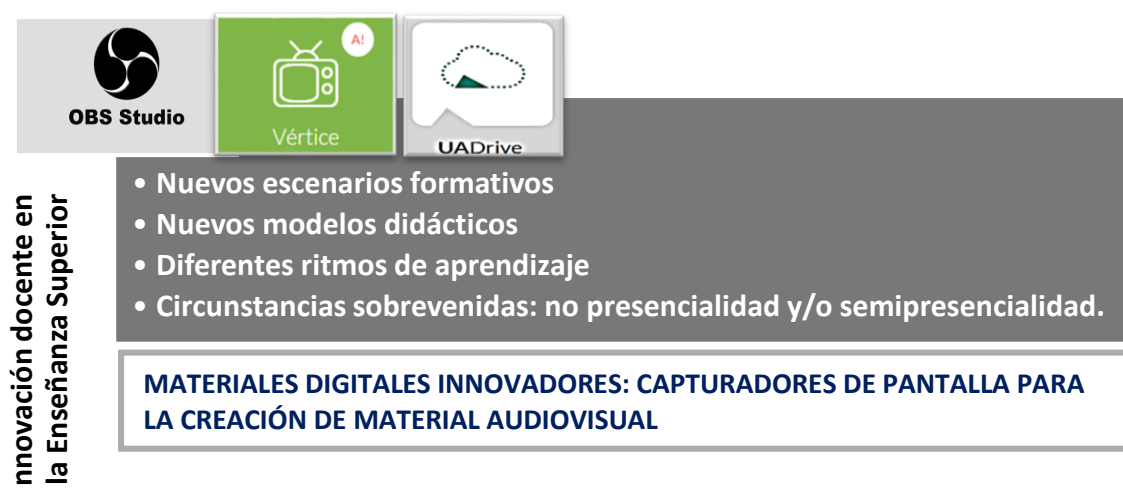 OBS Studio
A!
Vértice
UADrive
• Nuevos escenarios formativos
• Nuevos modelos didácticos
• Diferentes ritmos de aprendizaje
• Circunstancias sobrevenidas: no presencialidad y/o semipresencialidad.
nnovación docente en
la Enseñanza Superior
MATERIALES DIGITALES INNOVADORES: CAPTURADORES DE PANTALLA PARA
LA CREACIÓN DE MATERIAL AUDIOVISUAL